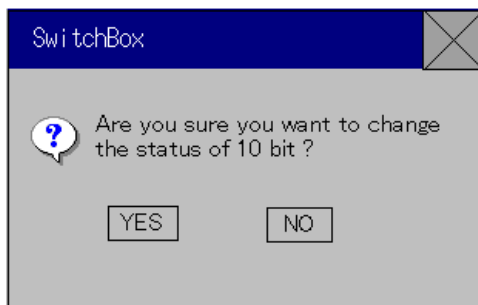 SwitchBox
Are you sure you want to change
the status of 10 bit ?
YES
NO